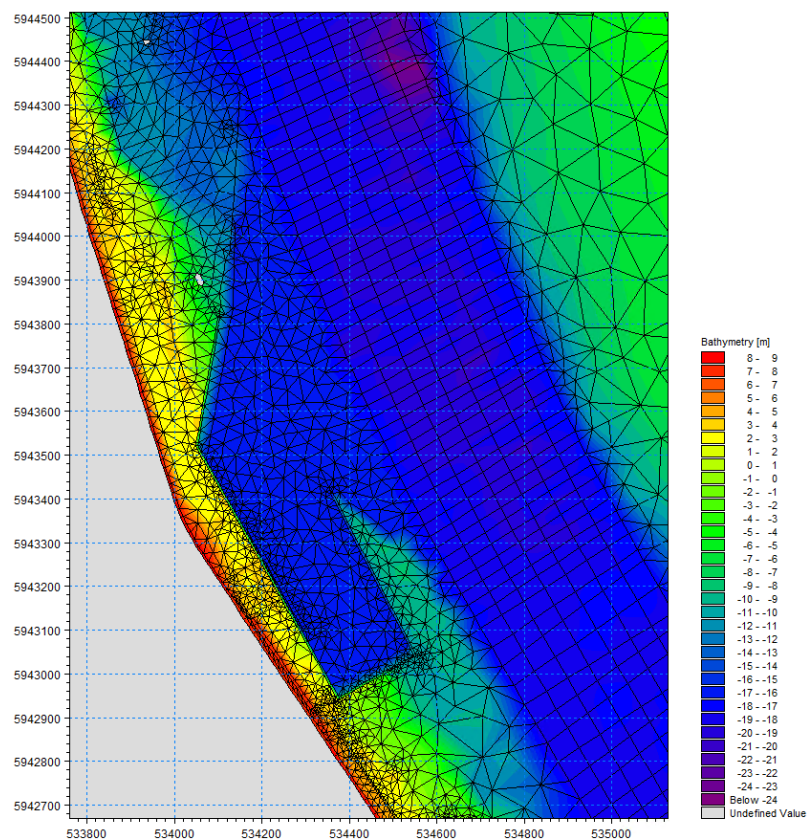 5944500
5944400
5944300
5944200
5944100
5944000
5943900
5943800
5943700
5943600
5943500
5943400
5943300
5943200
5943100
5943000
5942900
5942800
5942700
533800 534000 534200 534400 534600 534800 535000
Bathymetry [m]
8 - 9
7 - 8
6 - 7
5 - 6
4 - 5
3 - 4
2 - 3
1 - 2
0 - 1
-1 - 0
-2 - -1
-3 - -2
-4 - -3
-5 - -4
-6 - -5
-7 - -6
-8 - -7
-9 - -8
-10 - -9
-11 - -10
-12 - -11
-13 - -12
-14 - -13
-15 - -14
-16 - -15
-17 - -16
-18 - -17
-19 - -18
-20 - -19
-21 - -20
-22 - -21
-23 - -22
-24 - -23
Below -24
Undefined Value